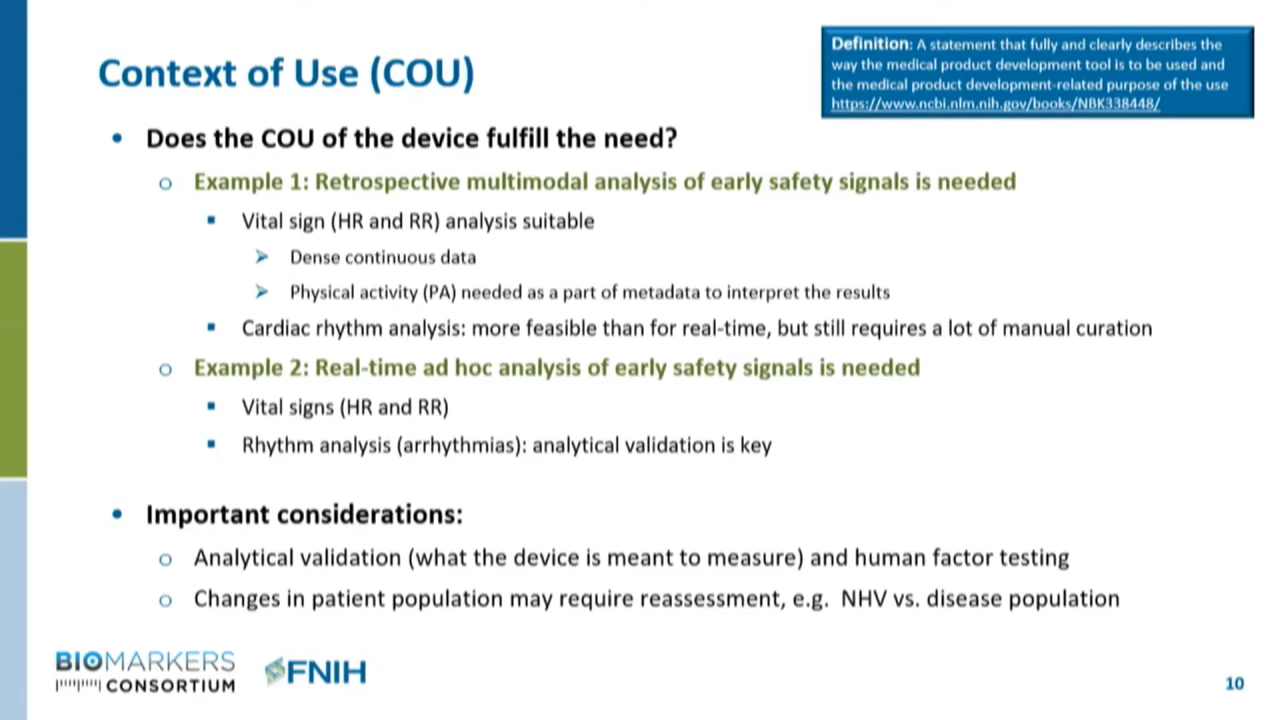 Context of Use (COU)
Definition: A statement that fully and clearly describes the
way the medical product development tool is to be used and
the medical product development-related purpose of the use
https://www.ncbi.nlm.nih.gov/books/NBK338448/
• Does the COU of the device fulfill the need?
o Example 1: Retrospective multimodal analysis of early safety signals is needed
▪ Vital sign (HR and RR) analysis suitable
➢ Dense continuous data
➢ Physical activity (PA) needed as a part of metadata to interpret the results
▪ Cardiac rhythm analysis: more feasible than for real-time, but still requires a lot of manual curation
o Example 2: Real-time ad hoc analysis of early safety signals is needed
▪ Vital signs (HR and RR)
▪ Rhythm analysis (arrhythmias): analytical validation is key
• Important considerations:
o Analytical validation (what the device is meant to measure) and human factor testing
o Changes in patient population may require reassessment, e.g. NHV vs. disease population
BIOMARKERS
CONSORTIUM
FNIH
10